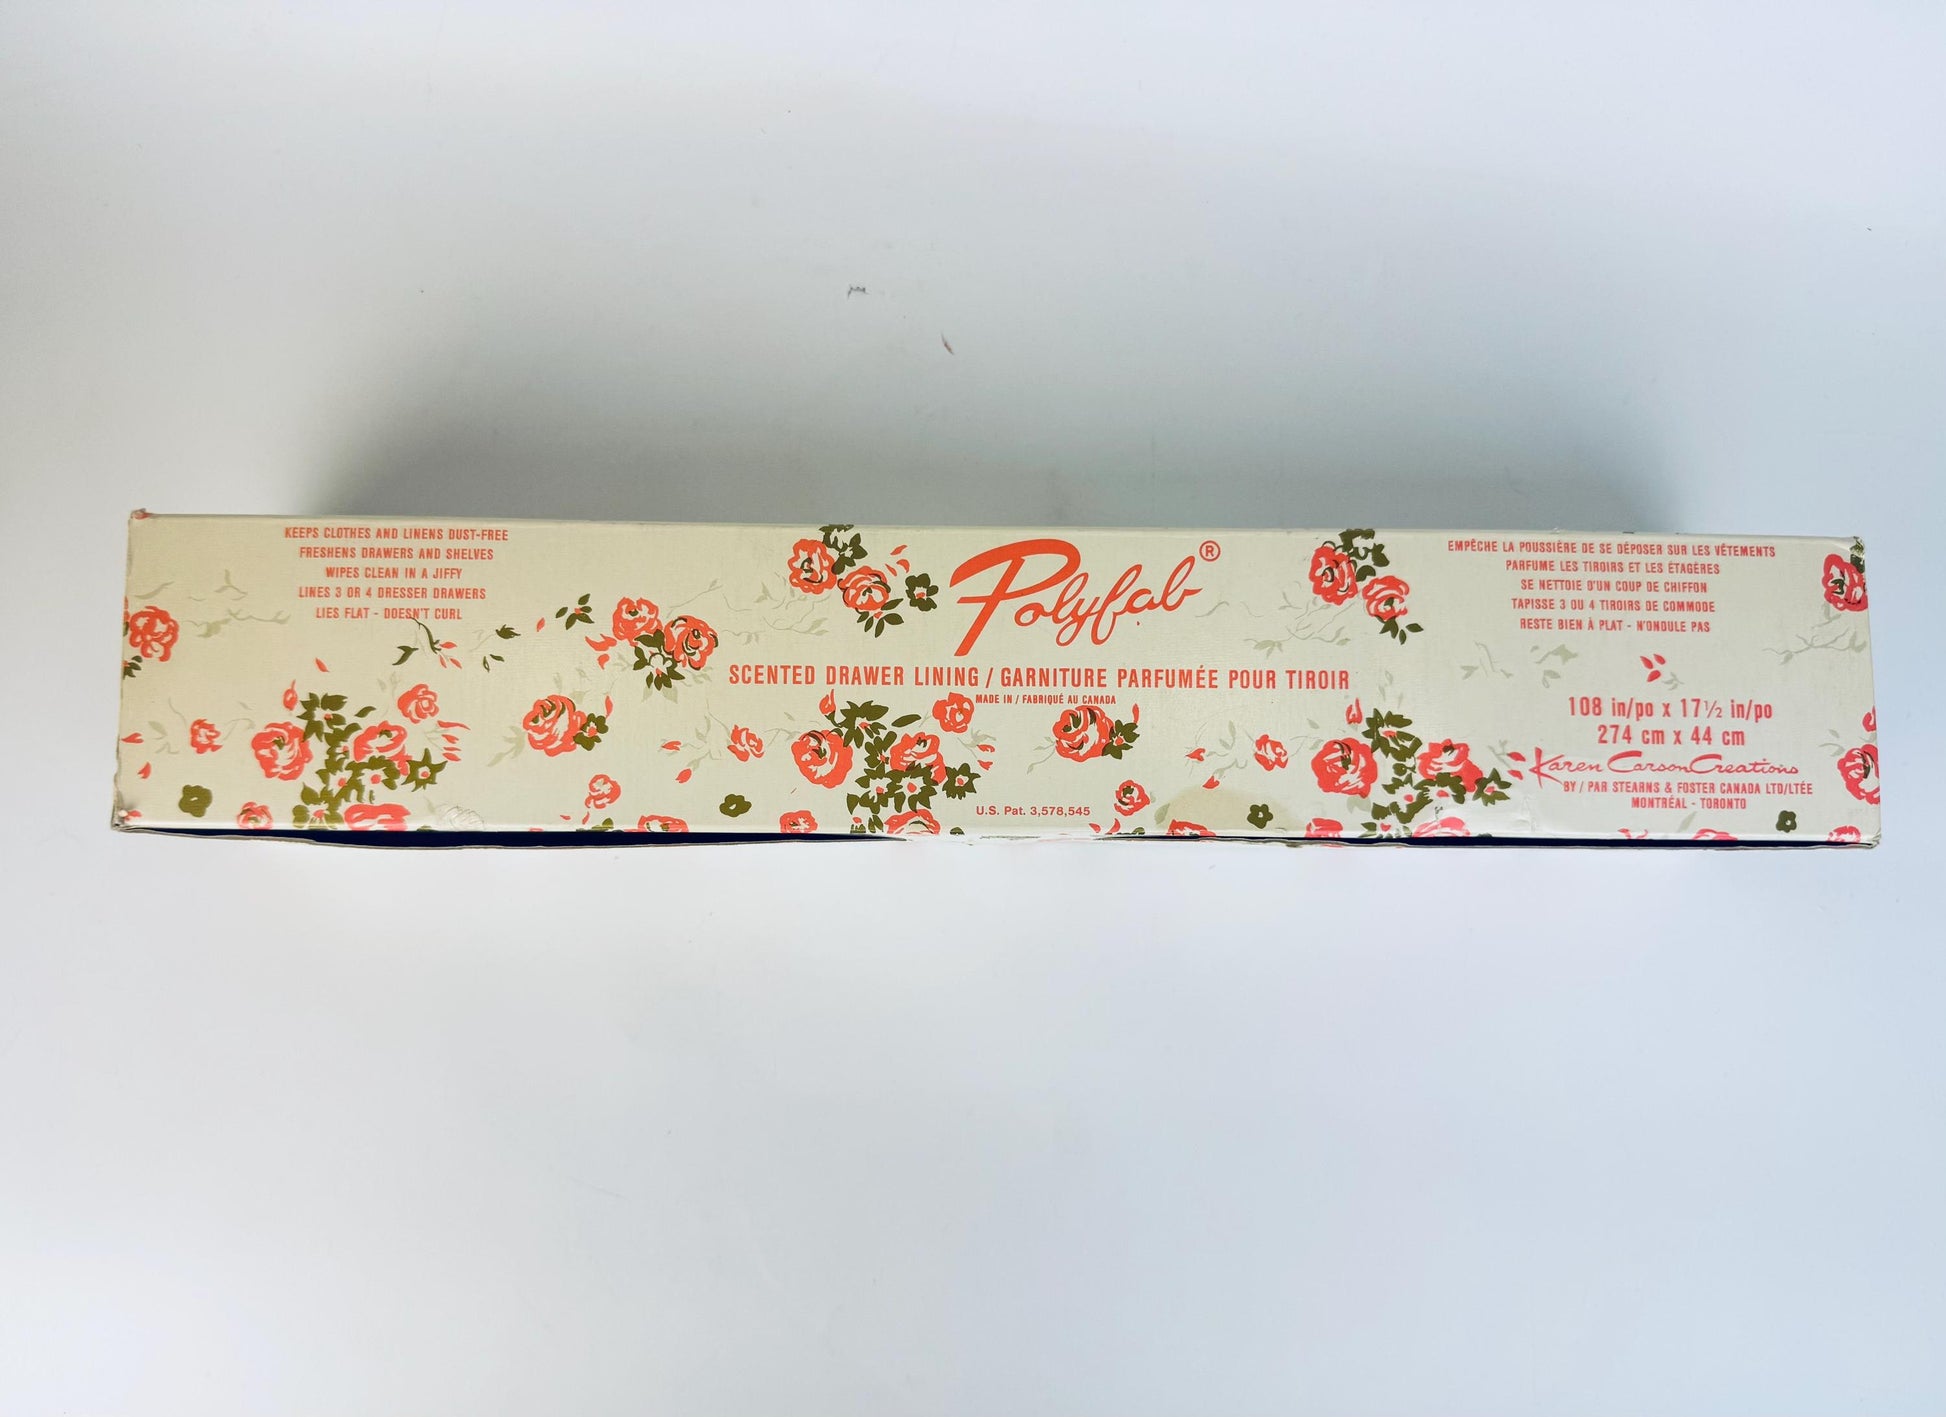 KEEPS CLOTHES AND LINENS DUST-FREE
FRESHENS DRAWERS AND SHELVES
WIPES CLEAN IN A JIFFY
LINES 3 OR 4 DRESSER DRAWERS
LIES FLAT - DOESN'T CURL
Polyfab®
SCENTED DRAWER LINING / GARNITURE PARFUMÉE POUR TIROIR
MADE IN / FABRIQUÉ AU CANADA
U.S. Pat. 3,578,545
EMPÊCHE LA POUSSIÈRE DE SE DÉPOSER SUR LES VÊTEMENTS
PARFUME LES TIROIRS ET LES ÉTAGÈRES
SE NETTOIE D'UN COUP DE CHIFFON
TAPISSE 3 OU 4 TIROIRS DE COMMODE
RESTE BIEN À PLAT - N'ONDULE PAS
108 in/po x 17½ in/po
274 cm x 44 cm
Karen Carson Creations
BY / PAR STEARNS & FOSTER CANADA LTD/LTÉE
MONTRÉAL - TORONTO